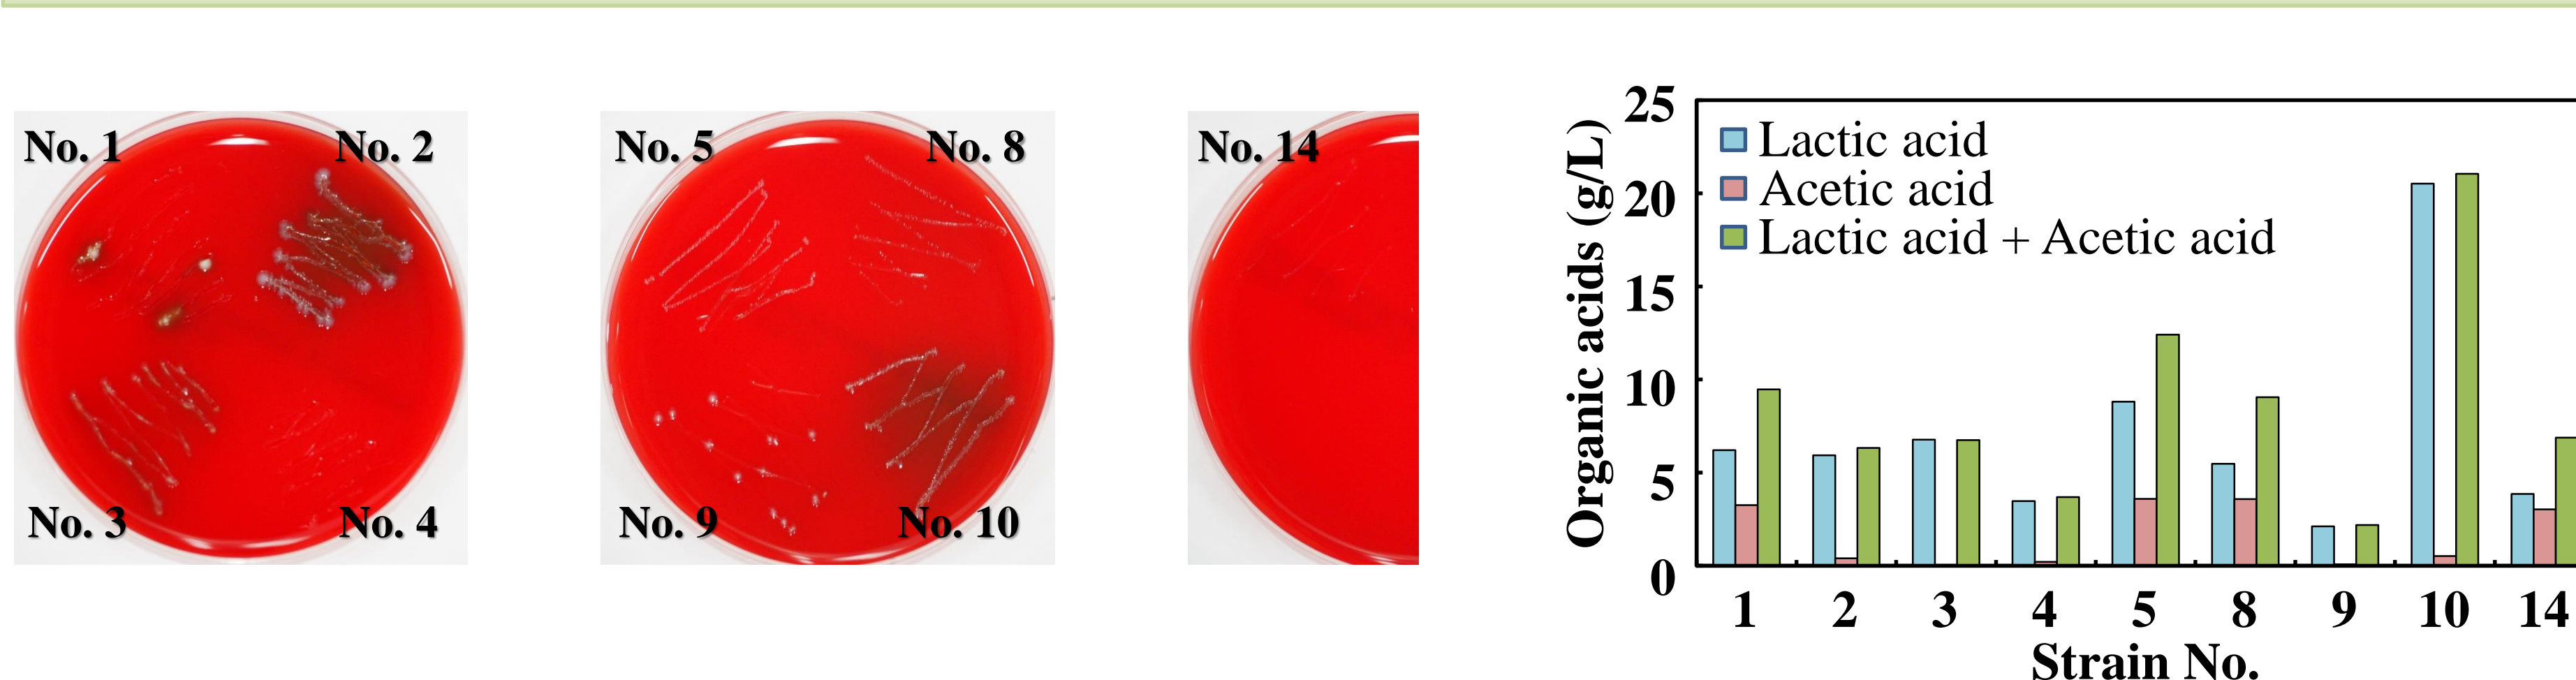 No. 1
No. 2
No. 3
No. 4
No. 5
No. 8
No. 9
No. 10
No. 14
Organic acids (g/L)
25
20
15
10
5
0
Lactic acid
Acetic acid
Lactic acid + Acetic acid
1 2 3 4 5 8 9 10 14
Strain No.